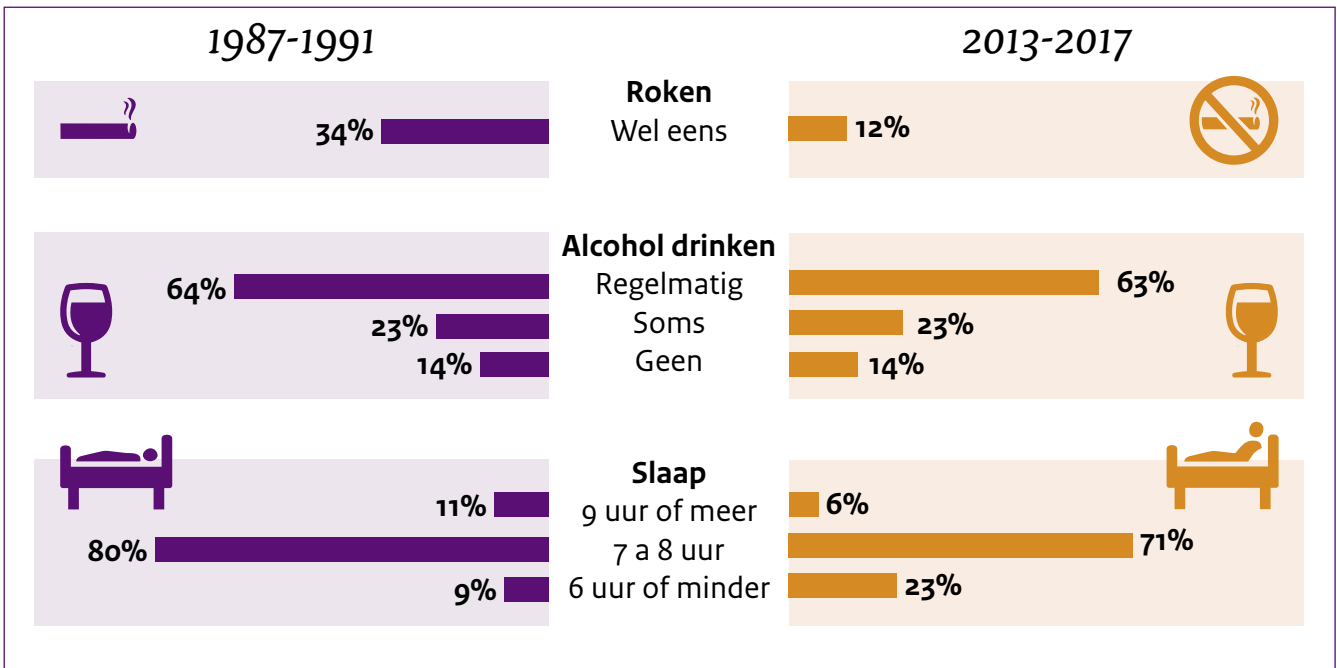 1987-1991 2013-2017
Roken
34% Wel eens 12%
Alcohol drinken
64% Regelmatig 63%
23% Soms 23%
14% Geen 14%
Slaap
11% 9 uur of meer 6%
80% 7 a 8 uur 71%
9% 6 uur of minder 23%